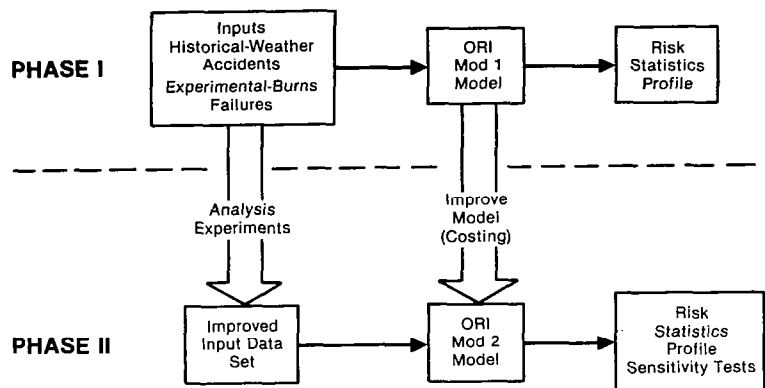 PHASE I
Inputs
Historical-Weather
Accidents
Experimental-Burns
Failures
ORI
Mod 1
Model
Risk
Statistics
Profile
Analysis
Experiments
Improve
Model
(Costing)
PHASE II
Improved
Input Data
Set
ORI
Mod 2
Model
Risk
Statistics
Profile
Sensitivity Tests